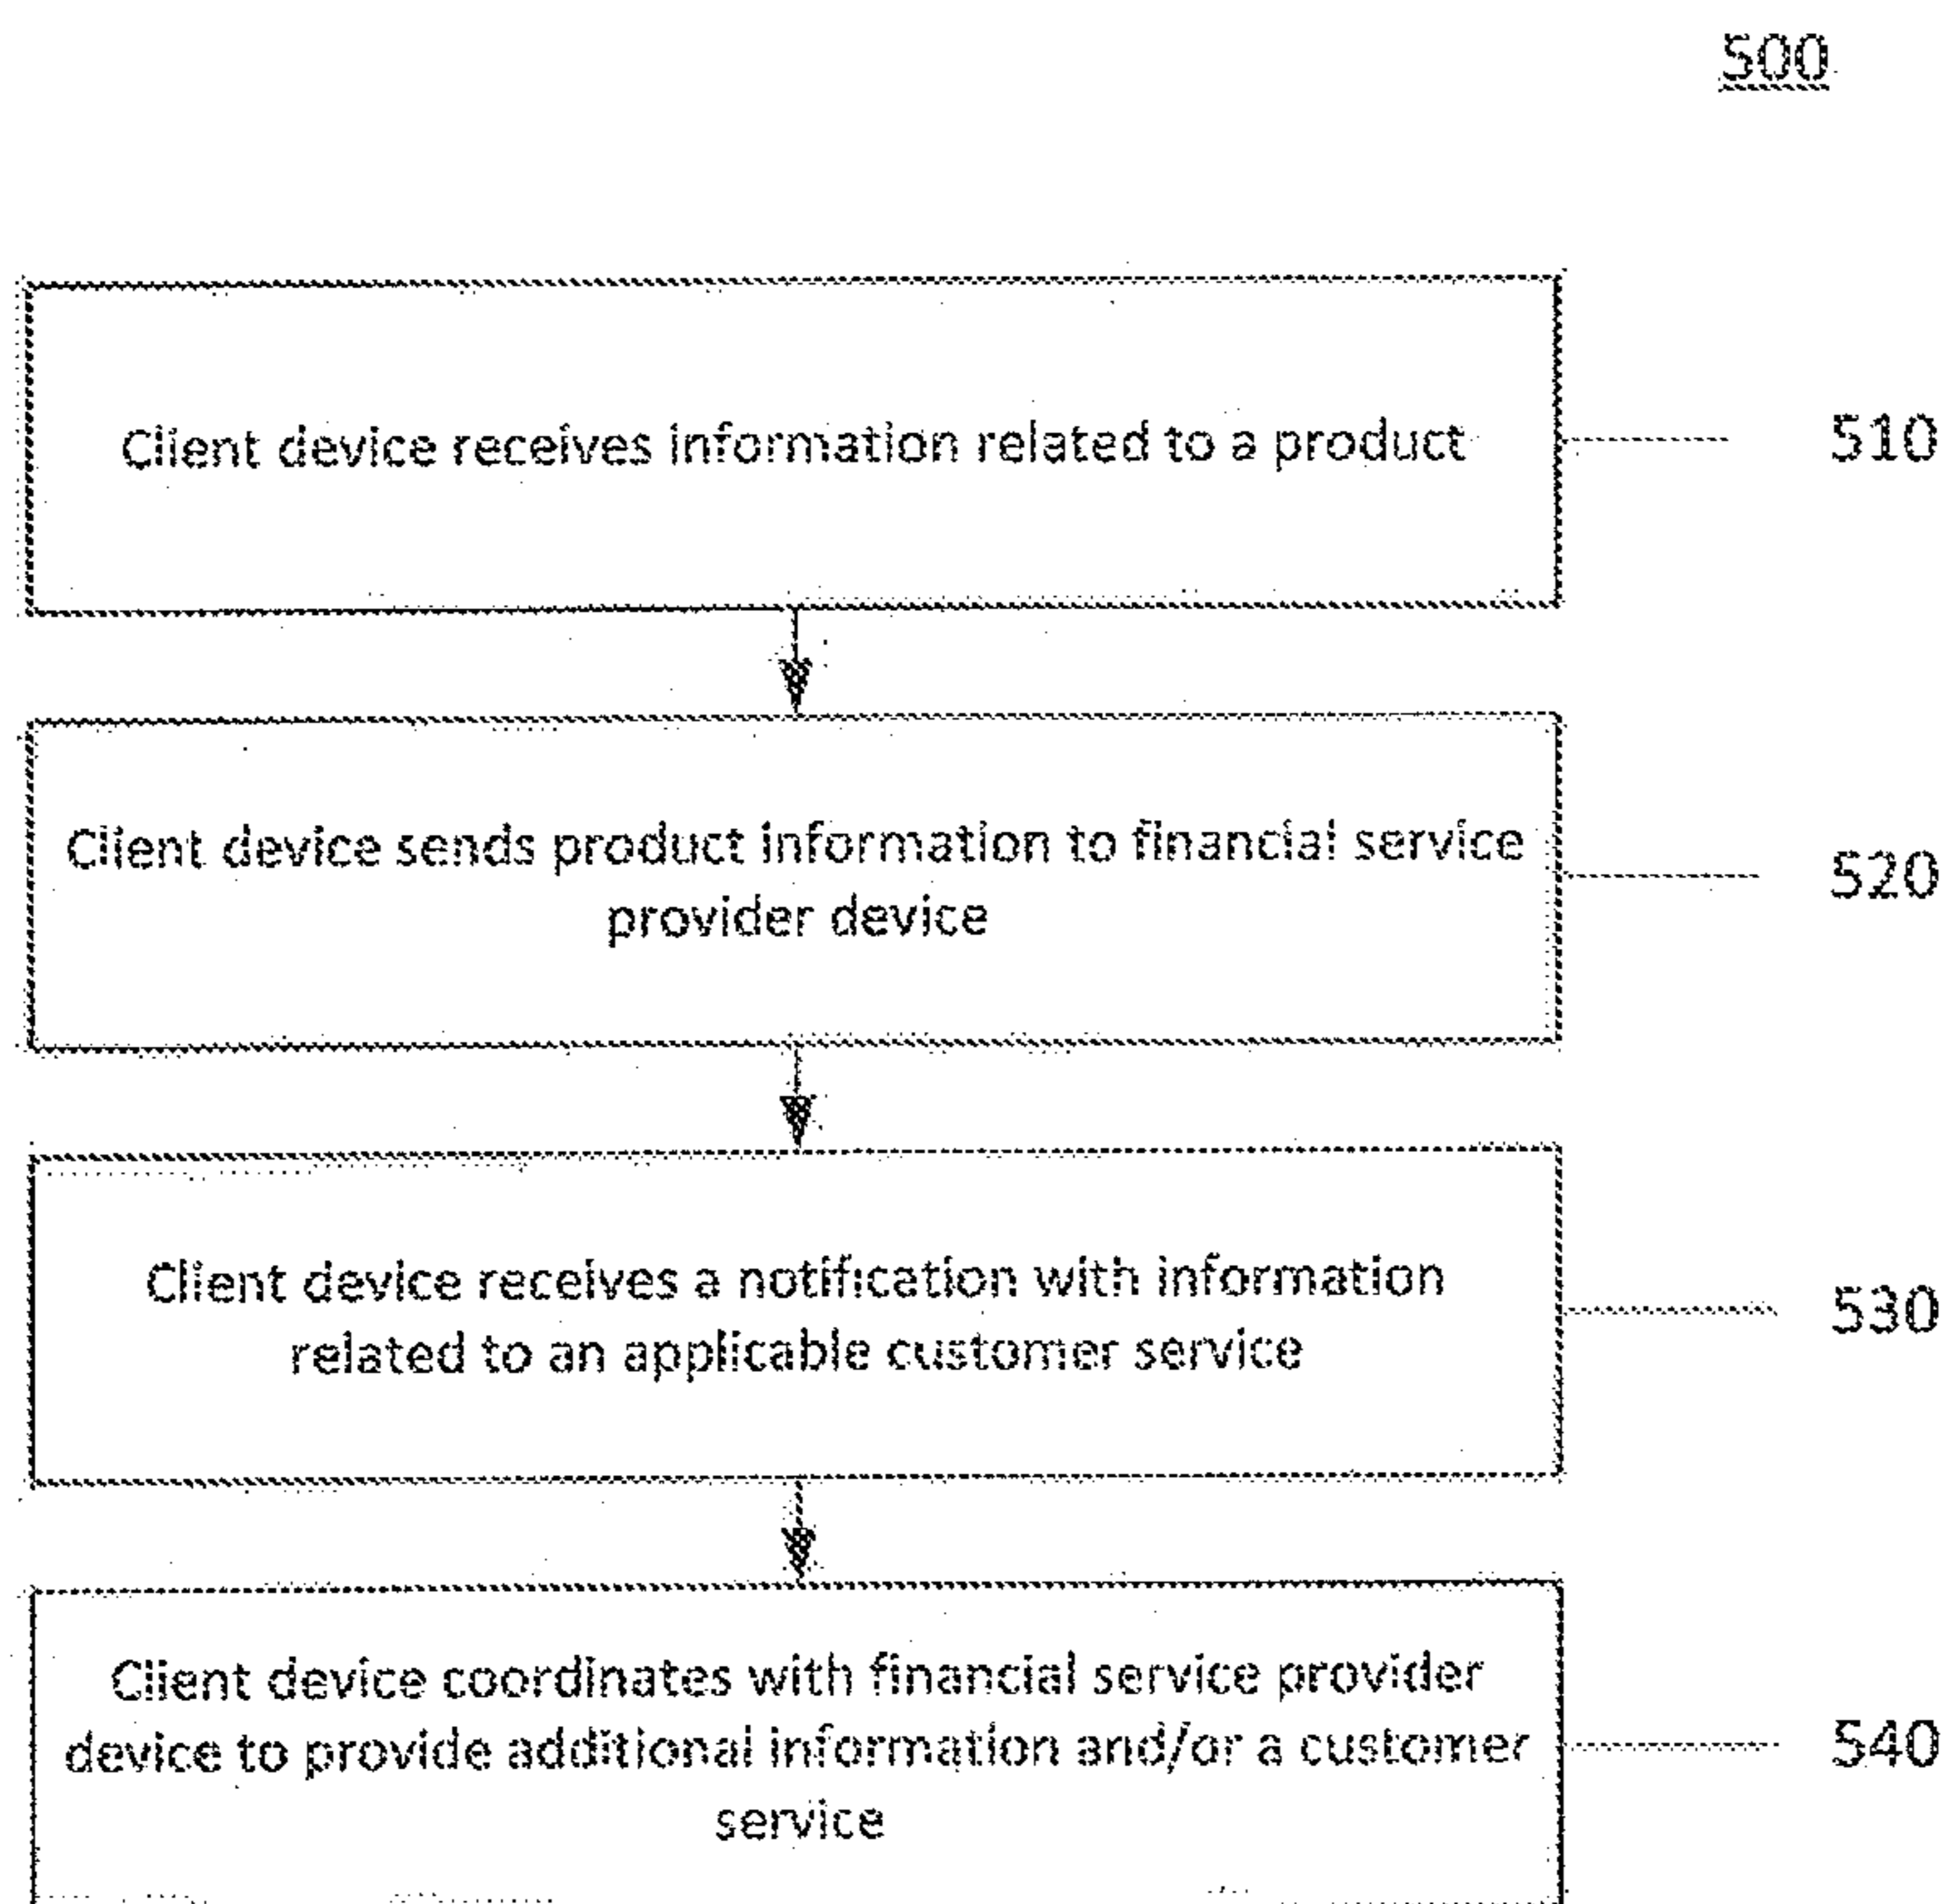 500
Client device receives information related to a product
510
Client device sends product information to financial service
provider device
520
Client device receives a notification with information
related to an applicable customer service
530
Client device coordinates with financial service provider
device to provide additional information and/or a customer
service
540